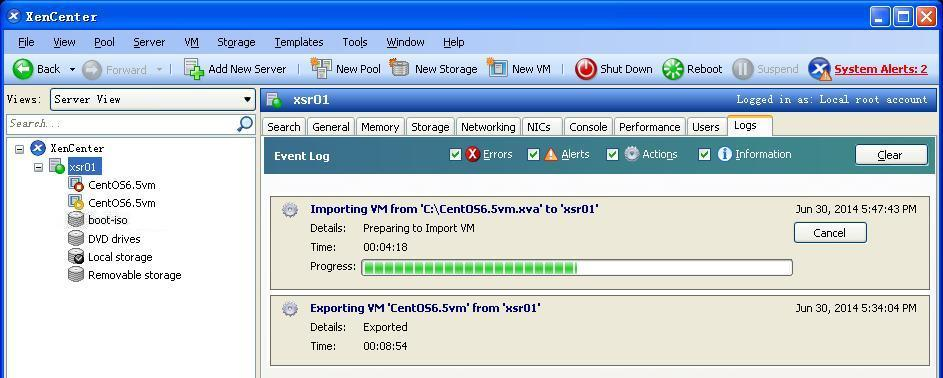 XenCenter
File View Pool Server VM Storage Templates Tools Window Help
Back Forward Add New Server New Pool New Storage New VM Shut Down Reboot Suspend System Alerts: 2
Views: Server View
xsr01 Logged in as: Local root account
Search...
Search General Memory Storage Networking NICs Console Performance Users Logs
XenCenter
xsr01
CentOS6.5vm
CentOS6.5vm
boot-iso
DVD drives
Local storage
Removable storage
Event Log Errors Alerts Actions Information Clear
Importing VM from 'C:\CentOS6.5vm.xva' to 'xsr01' Jun 30, 2014 5:47:43 PM
Details: Preparing to Import VM
Cancel
Time: 00:04:18
Progress:
Exporting VM 'CentOS6.5vm' from 'xsr01' Jun 30, 2014 5:34:04 PM
Details: Exported
Time: 00:08:54